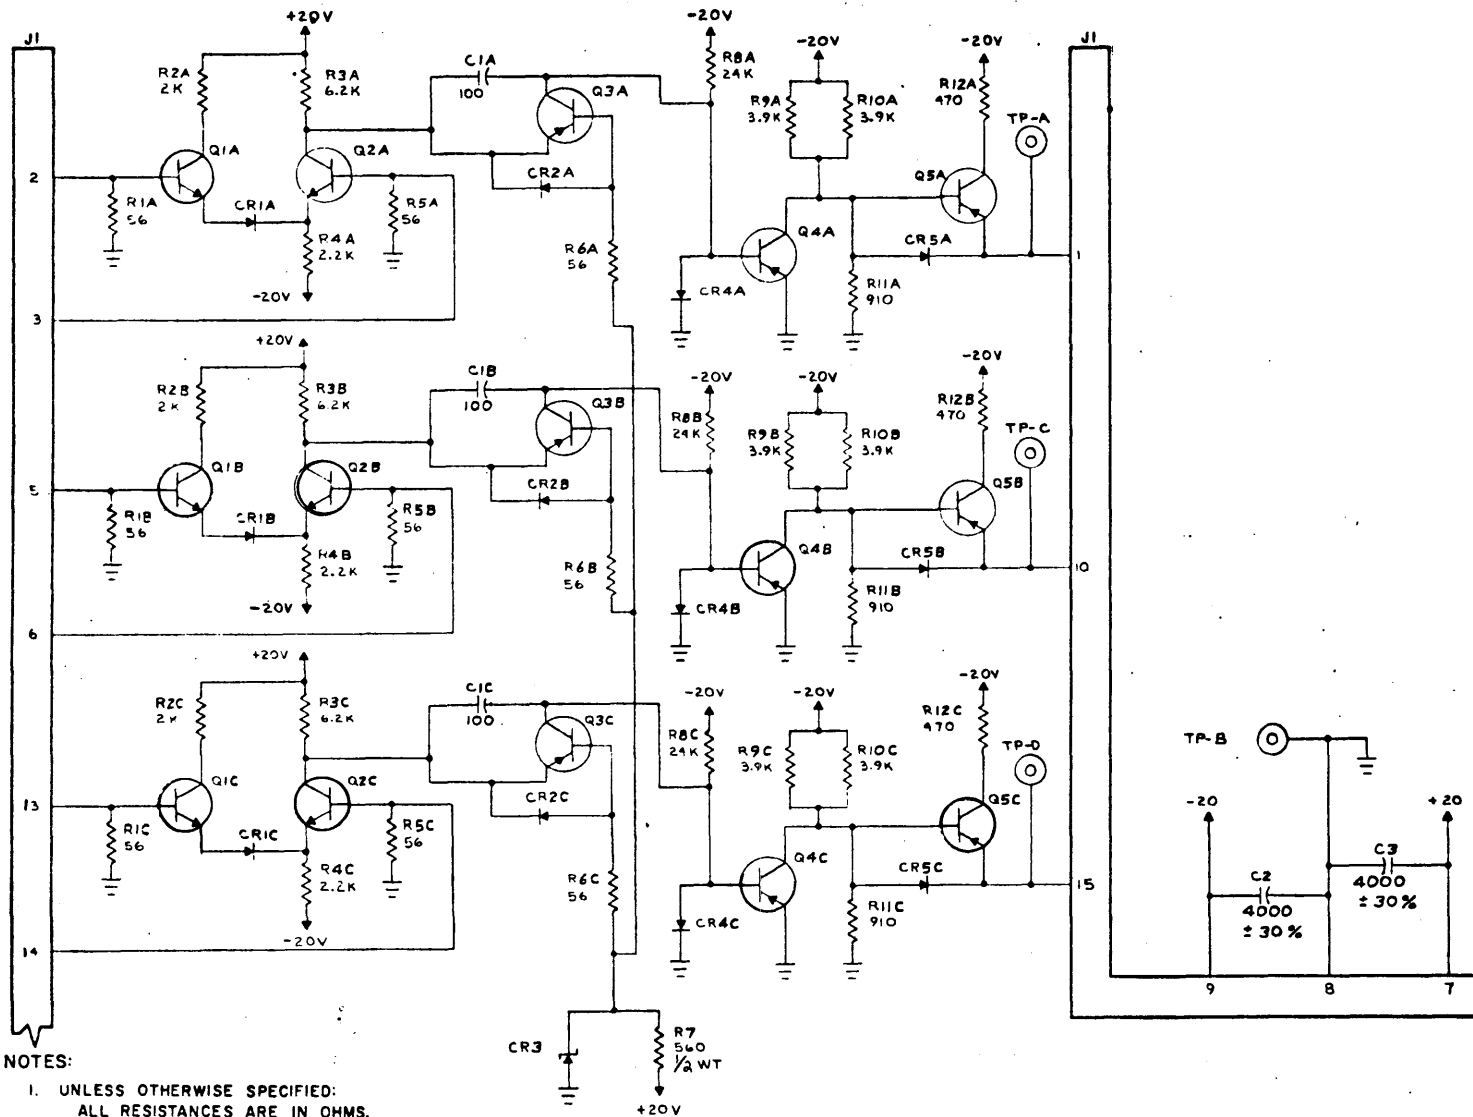 J1
+20V
R2A
2K
R3A
6.2K
C1A
100
Q3A
-20V
R8A
24K
-20V
R9A
3.9K
R10A
3.9K
-20V
R12A
470
TP-A
J1
2
Q1A
Q2A
R1A
56
CR1A
R4A
2.2K
-20V
R5A
56
CR2A
R6A
56
CR4A
Q4A
Q5A
CR5A
R11A
910
1
3
+20V
R2B
2K
R3B
6.2K
C1B
100
Q3B
-20V
R8B
24K
-20V
R9B
3.9K
R10B
3.9K
-20V
R12B
470
TP-C
5
Q1B
Q2B
R1B
56
CR1B
R4B
2.2K
-20V
R5B
56
CR2B
R6B
56
CR4B
Q4B
Q5B
CR5B
R11B
910
10
6
+20V
R2C
2K
R3C
6.2K
C1C
100
Q3C
-20V
R8C
24K
-20V
R9C
3.9K
R10C
3.9K
-20V
R12C
470
TP-D
13
Q1C
Q2C
R1C
56
CR1C
R4C
2.2K
-20V
R5C
56
CR2C
R6C
56
CR4C
Q4C
Q5C
CR5C
R11C
910
15
14
TP-B
-20
+20
C2
4000
±30%
C3
4000
±30%
9
8
7
CR3
R7
560
1/2 WT
+20V
NOTES:
1. UNLESS OTHERWISE SPECIFIED:
ALL RESISTANCES ARE IN OHMS.